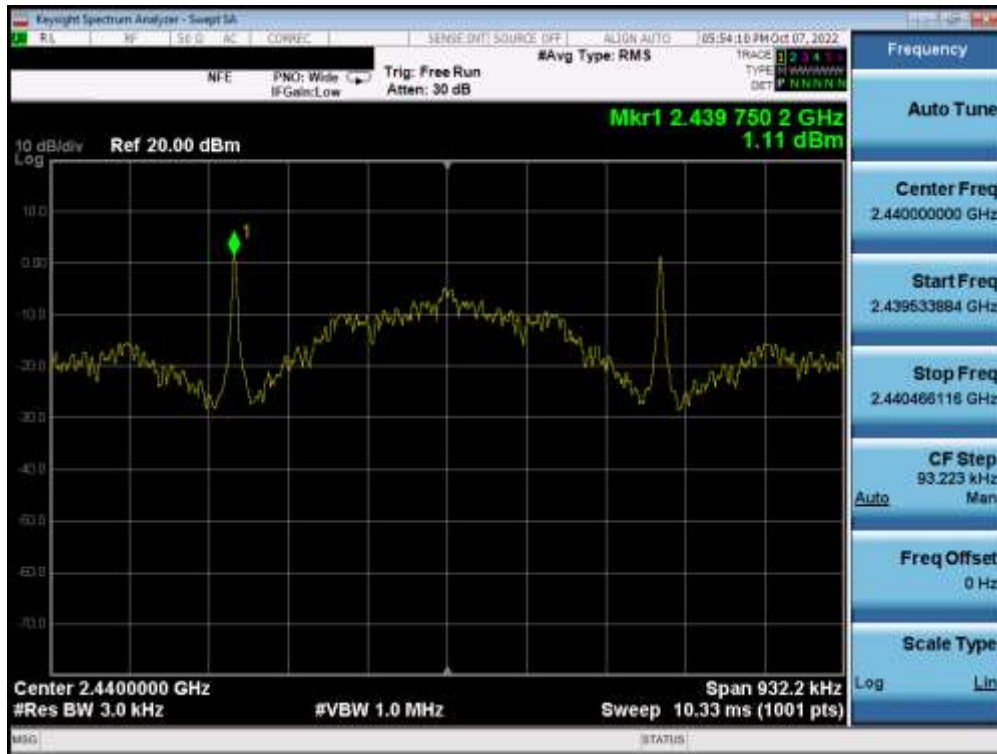 Keysight Spectrum Analyzer - Swept SA
RL RF 50 Ω AC CORREC SENSE:INT SOURCE OFF ALIGN AUTO 05:54:10 PM Oct 07, 2022
NFE PNO: Wide Trig: Free Run #Avg Type: RMS TRACE 1 2 3 4 5 6
IFGain:Low Atten: 30 dB TYPE M WWWWW
DET P N N N N N
Frequency
Mkr1 2.439 750 2 GHz
1.11 dBm
10 dB/div Ref 20.00 dBm
Log
10.0
0.00
-10.0
-20.0
-30.0
-40.0
-50.0
-60.0
-70.0
1
Center 2.4400000 GHz Span 932.2 kHz
#Res BW 3.0 kHz #VBW 1.0 MHz Sweep 10.33 ms (1001 pts)
MSG STATUS
Auto Tune
Center Freq
2.440000000 GHz
Start Freq
2.439533884 GHz
Stop Freq
2.440466116 GHz
CF Step
93.223 kHz
Auto Man
Freq Offset
0 Hz
Scale Type
Log Lin